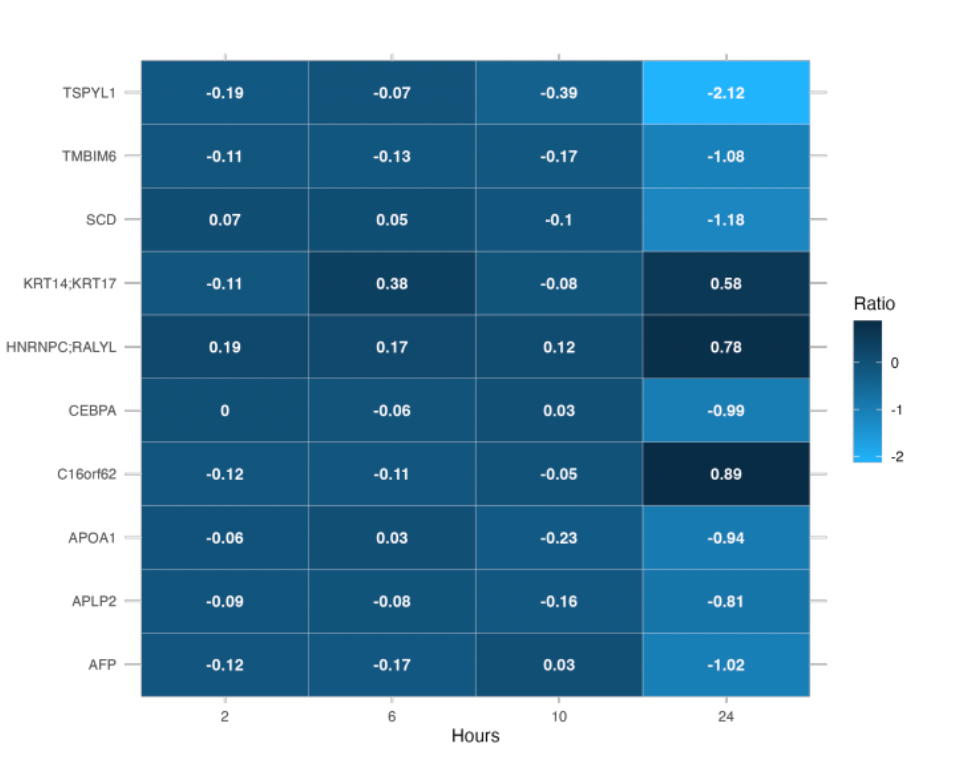 TSPYL1 -0.19 -0.07 -0.39 -2.12
TMBIM6 -0.11 -0.13 -0.17 -1.08
SCD 0.07 0.05 -0.1 -1.18
KRT14;KRT17 -0.11 0.38 -0.08 0.58
HNRNPC;RALYL 0.19 0.17 0.12 0.78
CEBPA 0 -0.06 0.03 -0.99
C16orf62 -0.12 -0.11 -0.05 0.89
APOA1 -0.06 0.03 -0.23 -0.94
APLP2 -0.09 -0.08 -0.16 -0.81
AFP -0.12 -0.17 0.03 -1.02
2 6 10 24
Hours
Ratio
0
-1
-2